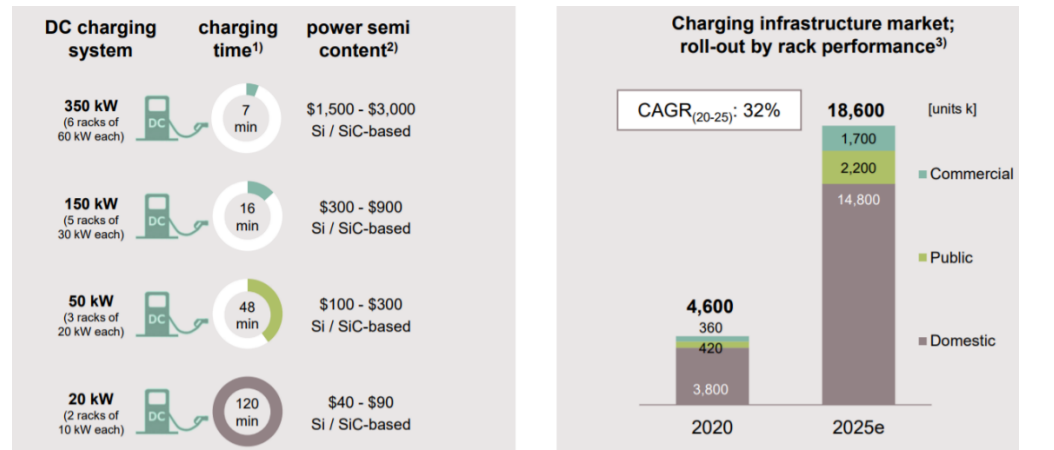 DC charging system
charging time1)
power semi content2)
350 kW
(6 racks of
60 kW each)
DC
7
min
$1,500 - $3,000
Si / SiC-based
150 kW
(5 racks of
30 kW each)
DC
16
min
$300 - $900
Si / SiC-based
50 kW
(3 racks of
20 kW each)
DC
48
min
$100 - $300
Si / SiC-based
20 kW
(2 racks of
10 kW each)
DC
120
min
$40 - $90
Si / SiC-based
Charging infrastructure market;
roll-out by rack performance3)
CAGR(20-25): 32%
18,600
[units k]
1,700
2,200
14,800
Commercial
Public
Domestic
4,600
360
420
3,800
2020
2025e